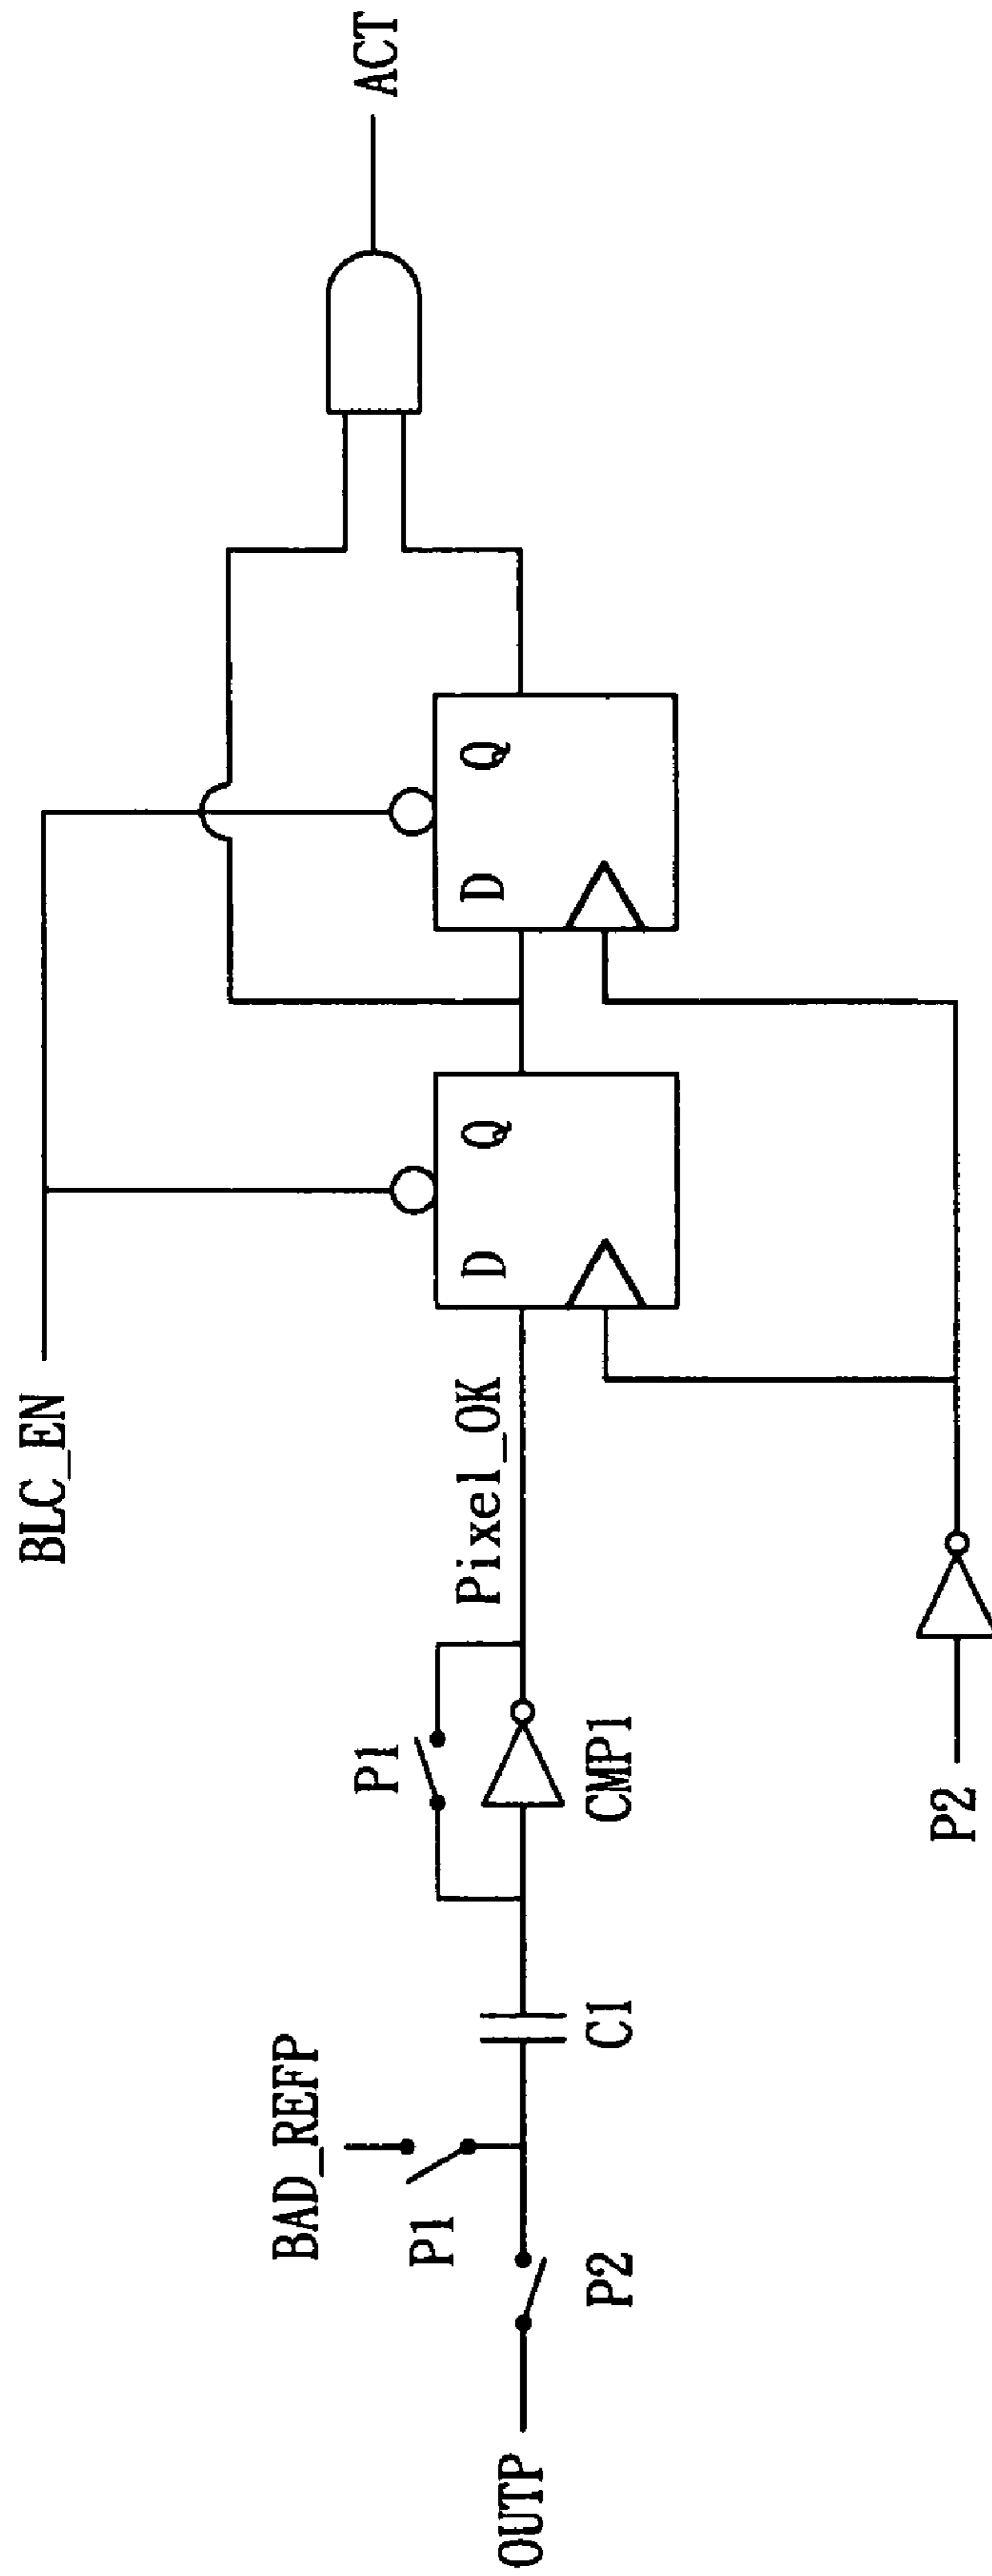 BLC_EN
ACT
BAD_REFP
P1
P1
Pixel_OK
D
Q
D
Q
OUTP
P2
C1
CMP1
P2